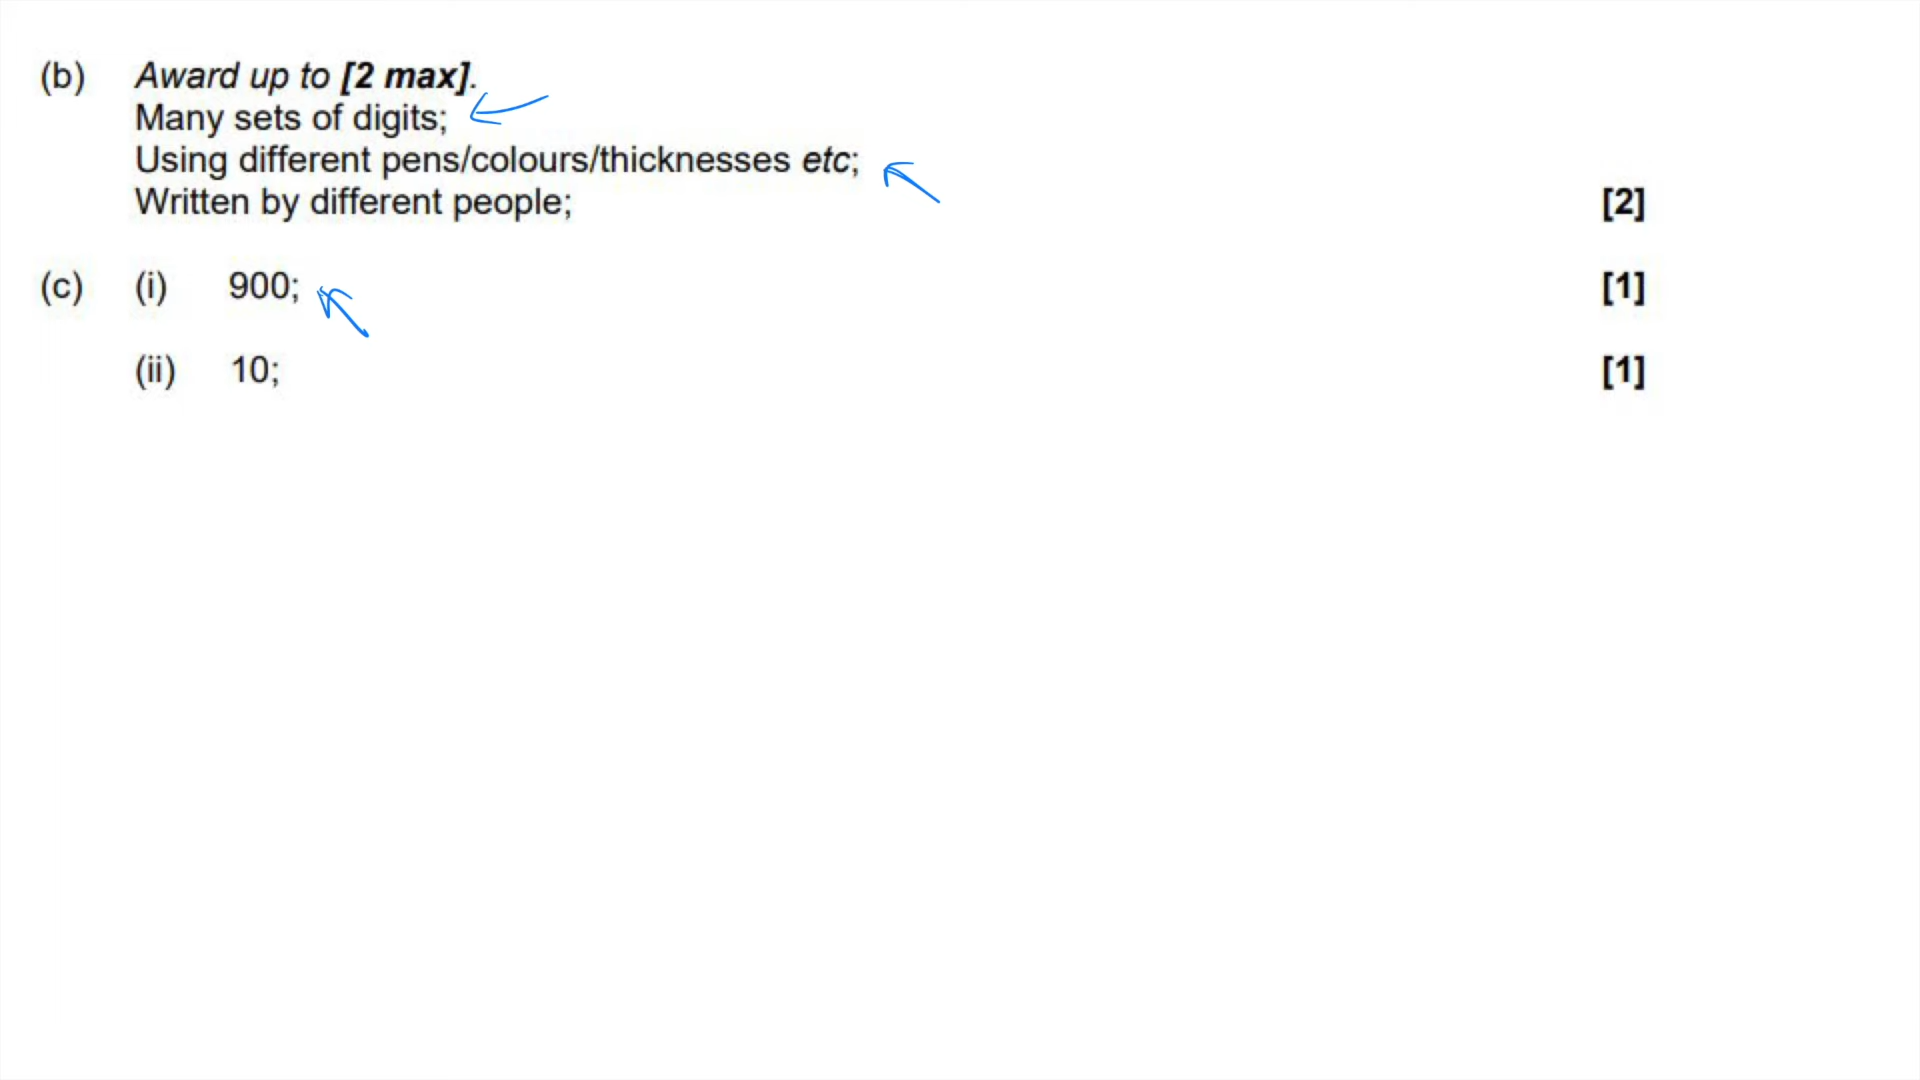 (b) Award up to [2 max].
Many sets of digits;
Using different pens/colours/thicknesses etc;
Written by different people; [2]
(c) (i) 900; [1]
(ii) 10; [1]